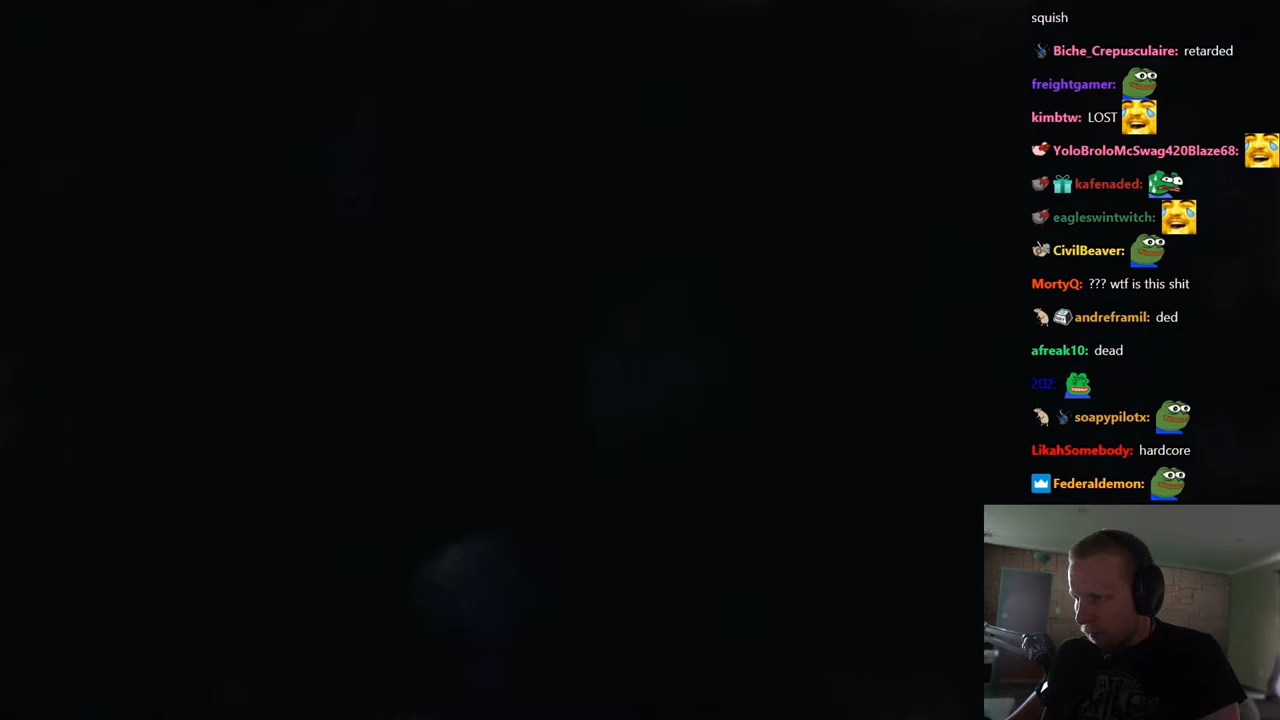 squish
Biche_Crepusculaire: retarded
freightgamer:
kimbtw: LOST
YoloBroloMcSwag420Blaze68:
kafenaded:
eagleswintwitch:
CivilBeaver:
MortyQ: ??? wtf is this shit
andreframil: ded
afreak10: dead
202:
soapypilotx:
LikahSomebody: hardcore
Federaldemon: